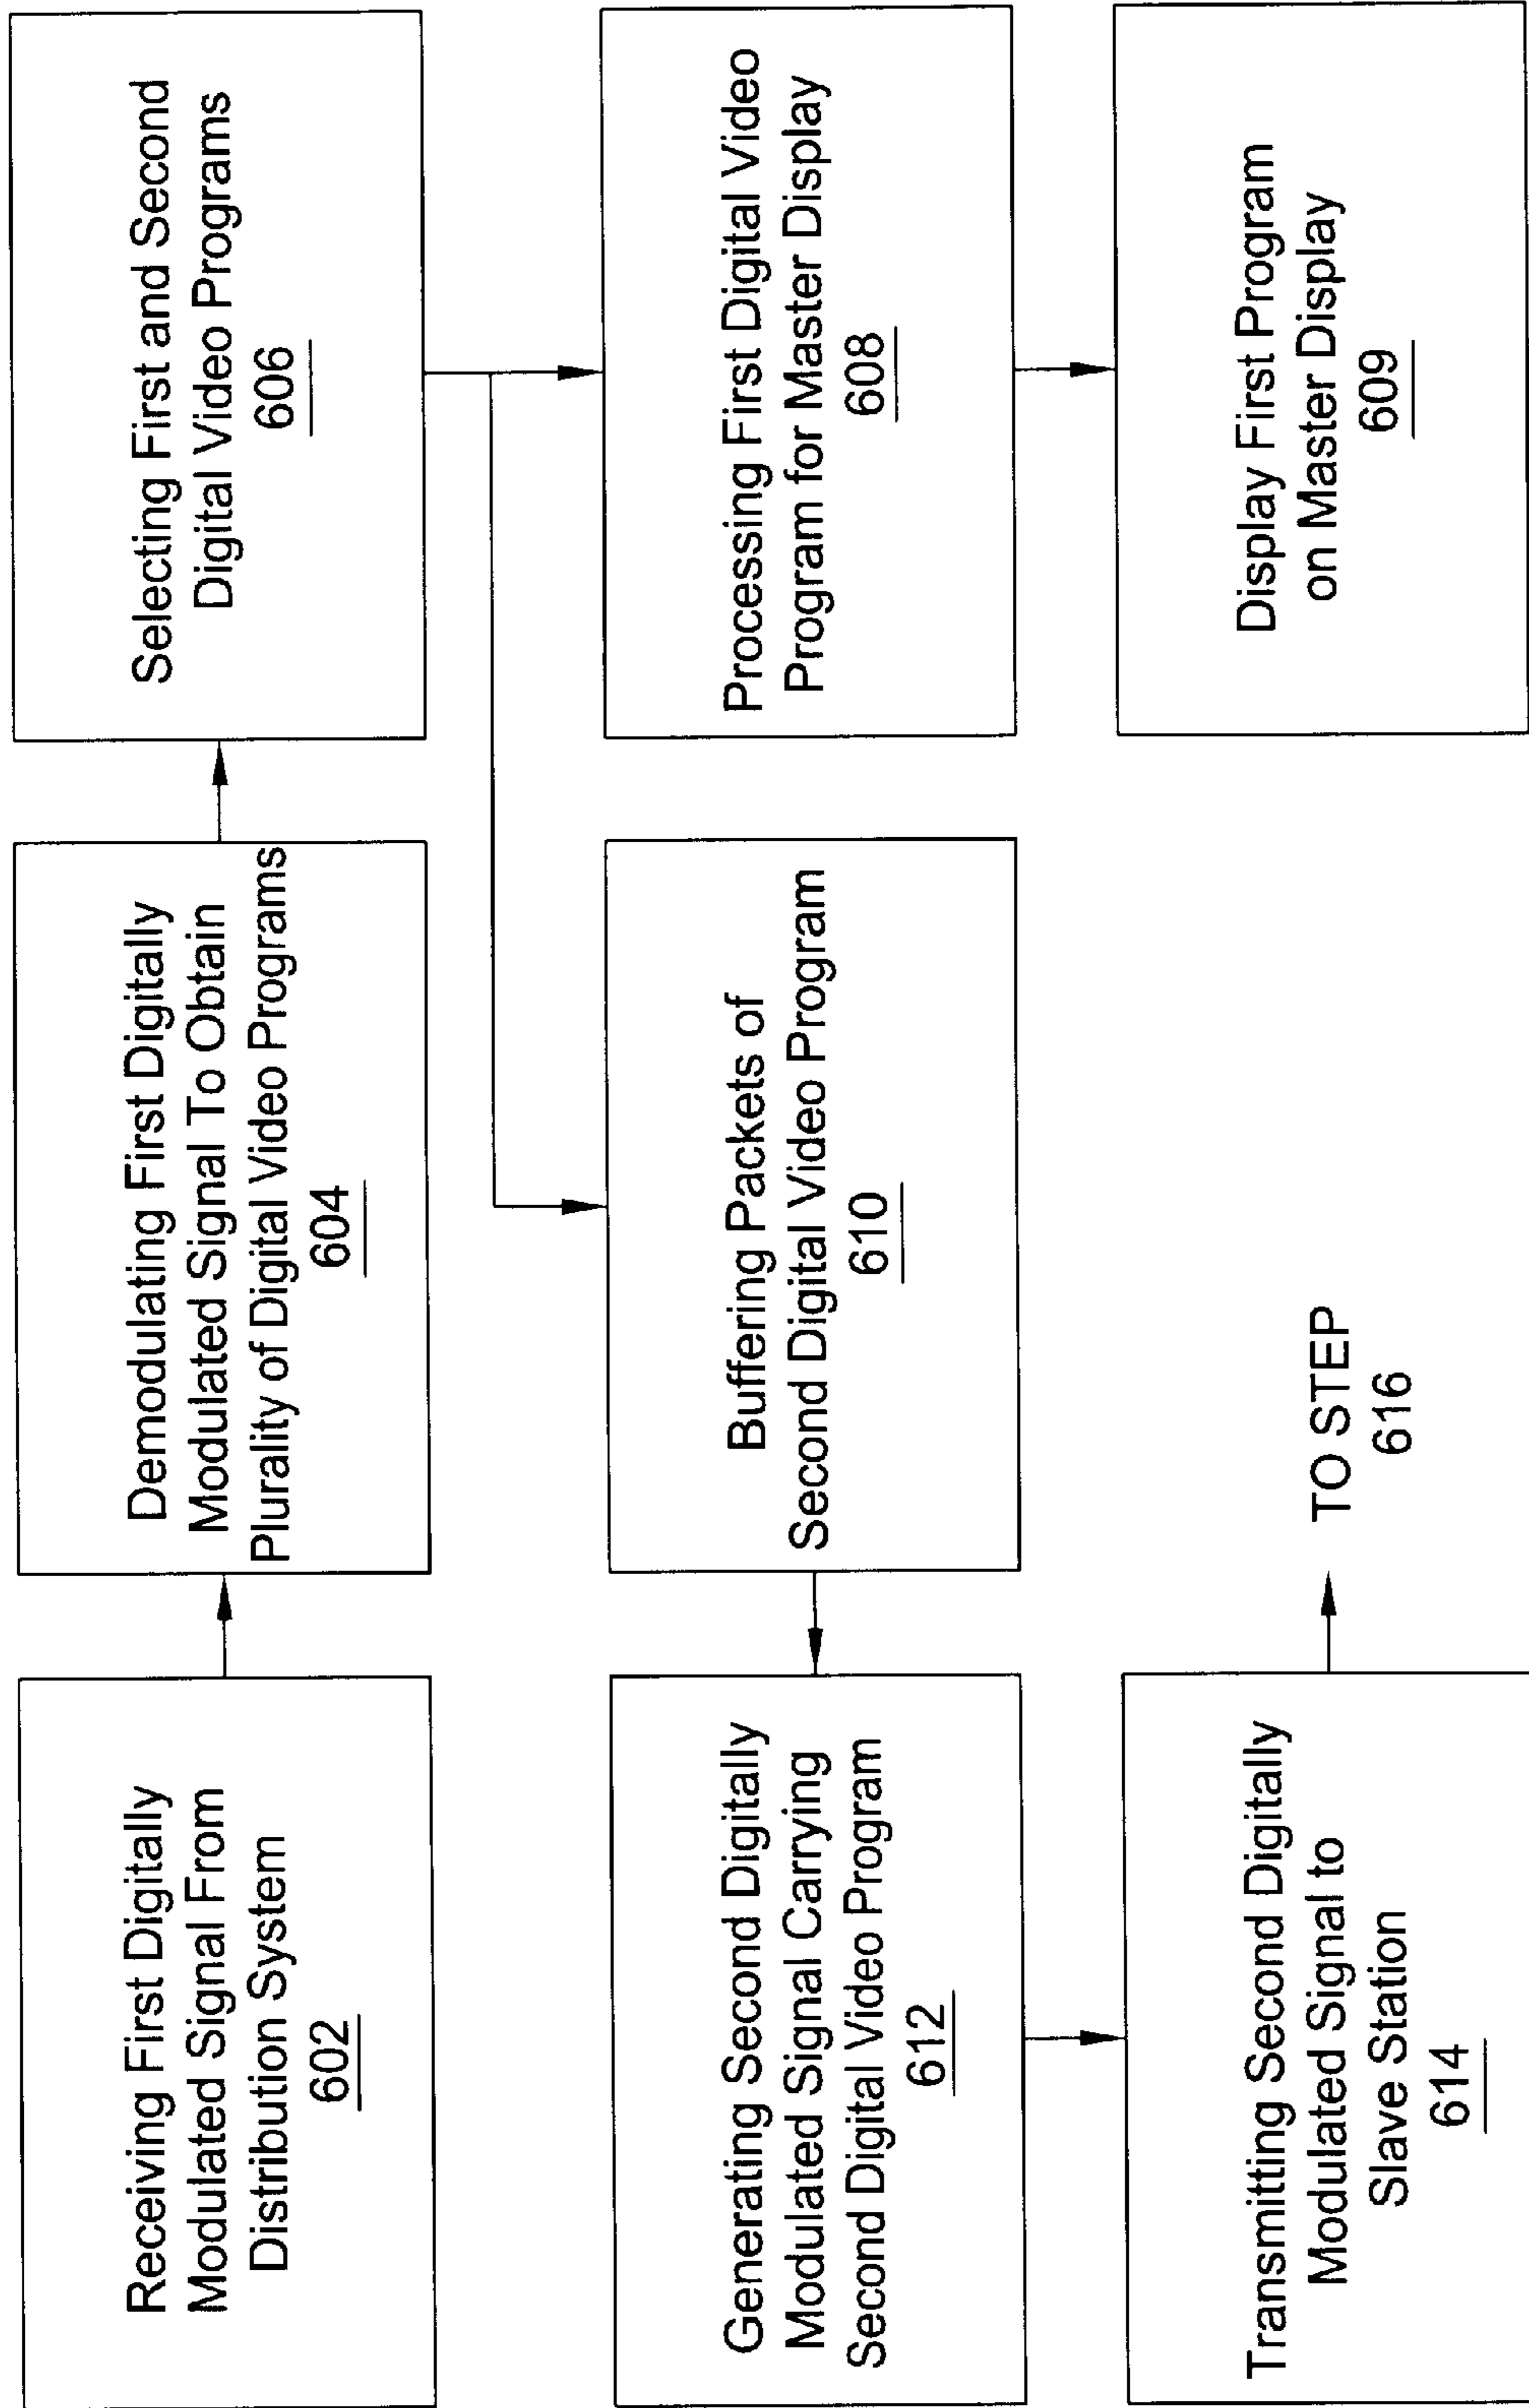 Receiving First Digitally
Modulated Signal From
Distribution System
602
Demodulating First Digitally
Modulated Signal To Obtain
Plurality of Digital Video Programs
604
Selecting First and Second
Digital Video Programs
606
Generating Second Digitally
Modulated Signal Carrying
Second Digital Video Program
612
Buffering Packets of
Second Digital Video Program
610
Processing First Digital Video
Program for Master Display
608
Transmitting Second Digitally
Modulated Signal to
Slave Station
614
TO STEP
616
Display First Program
on Master Display
609